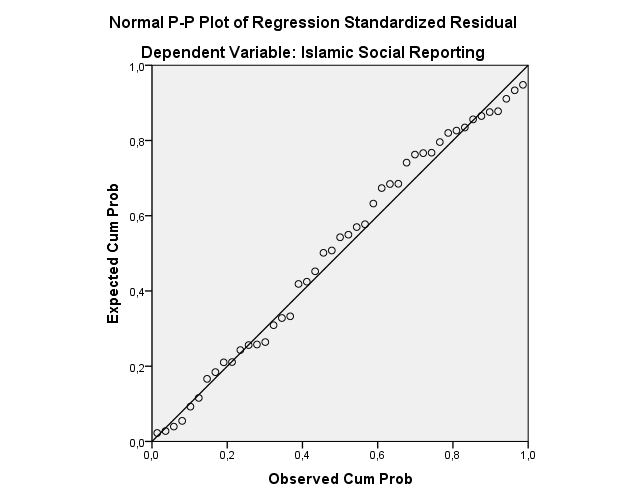 Normal P-P Plot of Regression Standardized Residual
Dependent Variable: Islamic Social Reporting
Expected Cum Prob
1,0
0,8
0,6
0,4
0,2
0,0
0,0 0,2 0,4 0,6 0,8 1,0
Observed Cum Prob